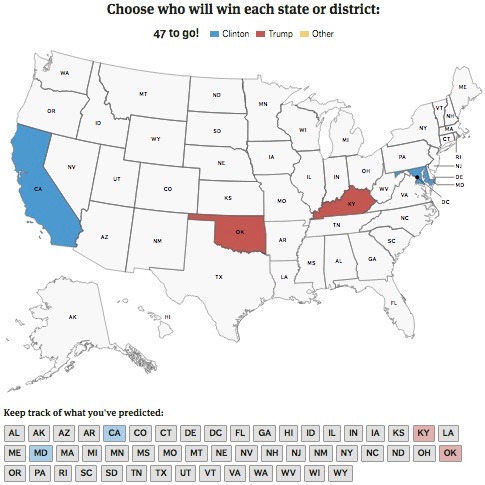 Choose who will win each state or district:
47 to go! Clinton Trump Other
WA
MT
ND
MN
ME
VT
NH
OR
ID
SD
WI
MI
NY
MA
CT
WY
NE
IA
PA
RI
NJ
NV
UT
CO
IL
IN
OH
DE
MD
CA
KS
MO
KY
WV
VA
DC
AZ
NM
OK
AR
TN
NC
SC
TX
LA
MS
AL
GA
FL
AK
HI
Keep track of what you've predicted:
AL AK AZ AR CA CO CT DE DC FL GA HI ID IL IN IA KS KY LA
ME MD MA MI MN MS MO MT NE NV NH NJ NM NY NC ND OH OK
OR PA RI SC SD TN TX UT VT VA WA WV WI WY